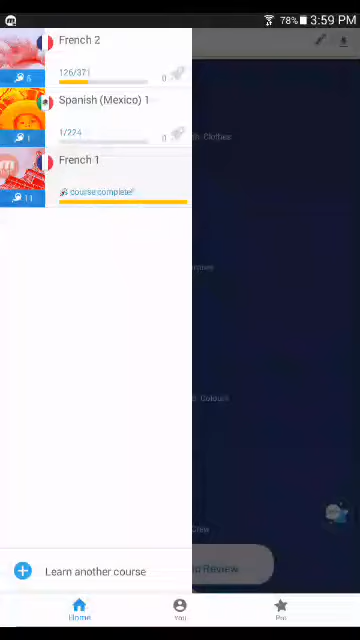 78% 3:59 PM
French 2
126/371
0
5
Spanish (Mexico) 1
1/224
0
1
French 1
course complete!
11
Clothes
Colours
Review
Learn another course
Home
You
Pro